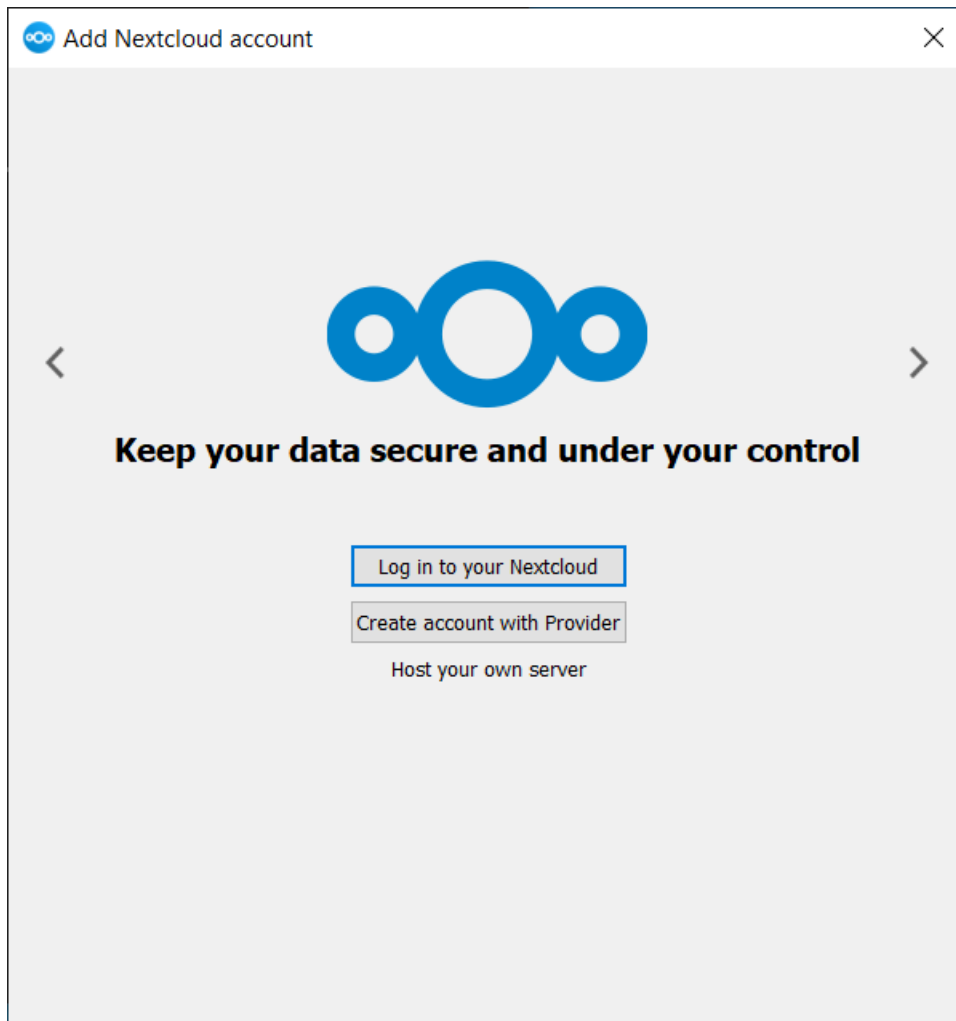 Add Nextcloud account
Keep your data secure and under your control
Log in to your Nextcloud
Create account with Provider
Host your own server